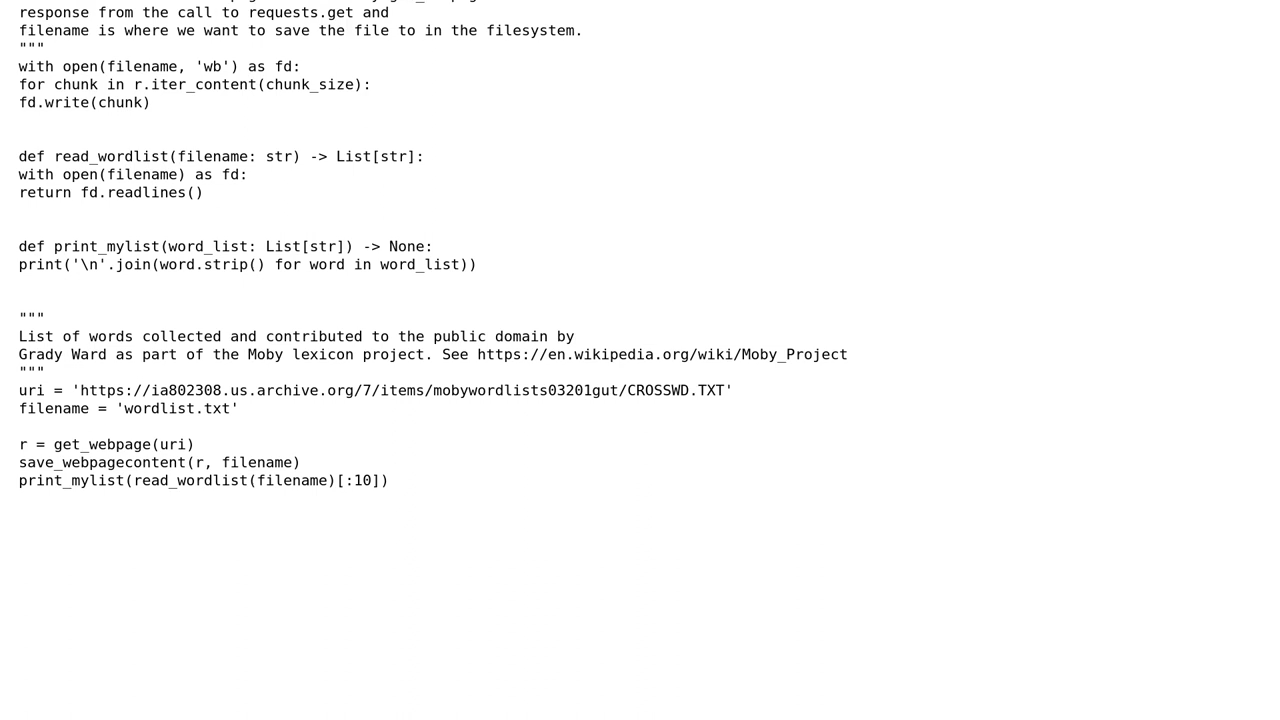 response from the call to requests.get and
filename is where we want to save the file to in the filesystem.
"""
with open(filename, 'wb') as fd:
for chunk in r.iter_content(chunk_size):
fd.write(chunk)
def read_wordlist(filename: str) -> List[str]:
with open(filename) as fd:
return fd.readlines()
def print_mylist(word_list: List[str]) -> None:
print('\n'.join(word.strip() for word in word_list))
"""
List of words collected and contributed to the public domain by
Grady Ward as part of the Moby lexicon project. See https://en.wikipedia.org/wiki/Moby_Project
"""
uri = 'https://ia802308.us.archive.org/7/items/mobywordlists03201gut/CROSSWD.TXT'
filename = 'wordlist.txt'
r = get_webpage(uri)
save_webpagecontent(r, filename)
print_mylist(read_wordlist(filename)[:10])